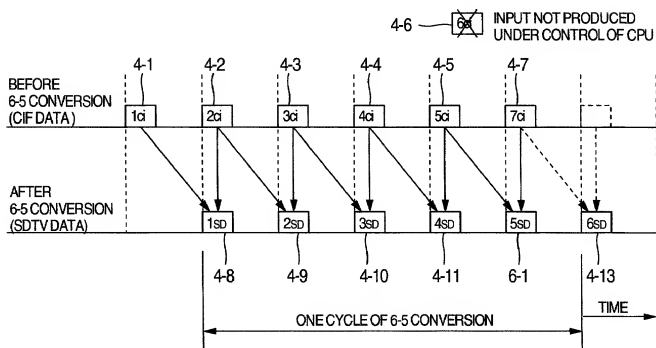 4-6
INPUT NOT PRODUCED
UNDER CONTROL OF CPU
4-1 4-2 4-3 4-4 4-5 4-7
BEFORE
6-5 CONVERSION
(CIF DATA)
1ci 2ci 3ci 4ci 5ci 7ci
AFTER
6-5 CONVERSION
(SDTV DATA)
1SD 2SD 3SD 4SD 5SD 6SD
4-8 4-9 4-10 4-11 6-1 4-13
TIME
ONE CYCLE OF 6-5 CONVERSION